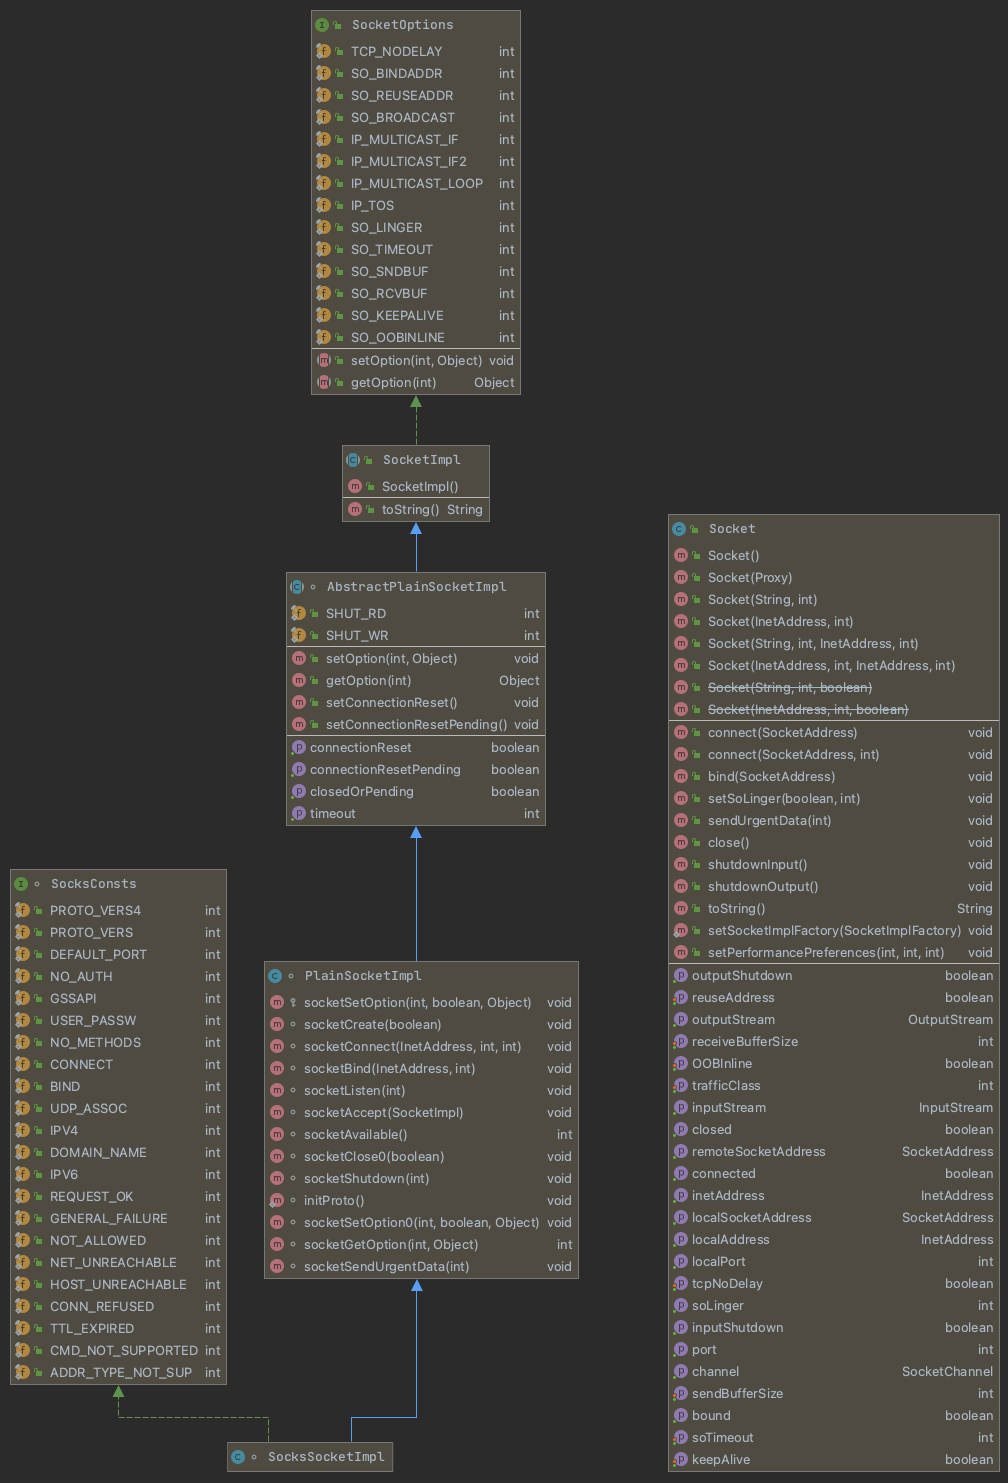 SocketOptions
TCP_NODELAY int
SO_BINDADDR int
SO_REUSEADDR int
SO_BROADCAST int
IP_MULTICAST_IF int
IP_MULTICAST_IF2 int
IP_MULTICAST_LOOP int
IP_TOS int
SO_LINGER int
SO_TIMEOUT int
SO_SNDBUF int
SO_RCVBUF int
SO_KEEPALIVE int
SO_OOBINLINE int
setOption(int, Object) void
getOption(int) Object
SocketImpl
SocketImpl()
toString() String
AbstractPlainSocketImpl
SHUT_RD int
SHUT_WR int
setOption(int, Object) void
getOption(int) Object
setConnectionReset() void
setConnectionResetPending() void
connectionReset boolean
connectionResetPending boolean
closedOrPending boolean
timeout int
SocksConsts
PROTO_VERS4 int
PROTO_VERS int
DEFAULT_PORT int
NO_AUTH int
GSSAPI int
USER_PASSW int
NO_METHODS int
CONNECT int
BIND int
UDP_ASSOC int
IPV4 int
DOMAIN_NAME int
IPV6 int
REQUEST_OK int
GENERAL_FAILURE int
NOT_ALLOWED int
NET_UNREACHABLE int
HOST_UNREACHABLE int
CONN_REFUSED int
TTL_EXPIRED int
CMD_NOT_SUPPORTED int
ADDR_TYPE_NOT_SUP int
PlainSocketImpl
socketSetOption(int, boolean, Object) void
socketCreate(boolean) void
socketConnect(InetAddress, int, int) void
socketBind(InetAddress, int) void
socketListen(int) void
socketAccept(SocketImpl) void
socketAvailable() int
socketClose0(boolean) void
socketShutdown(int) void
initProto() void
socketSetOption0(int, boolean, Object) void
socketGetOption(int, Object) int
socketSendUrgentData(int) void
SocksSocketImpl
Socket
Socket()
Socket(Proxy)
Socket(String, int)
Socket(InetAddress, int)
Socket(String, int, InetAddress, int)
Socket(InetAddress, int, InetAddress, int)
Socket(String, int, boolean)
Socket(InetAddress, int, boolean)
connect(SocketAddress) void
connect(SocketAddress, int) void
bind(SocketAddress) void
setSoLinger(boolean, int) void
sendUrgentData(int) void
close() void
shutdownInput() void
shutdownOutput() void
toString() String
setSocketImplFactory(SocketImplFactory) void
setPerformancePreferences(int, int, int) void
outputShutdown boolean
reuseAddress boolean
outputStream OutputStream
receiveBufferSize int
OOBInline boolean
trafficClass int
inputStream InputStream
closed boolean
remoteSocketAddress SocketAddress
connected boolean
inetAddress InetAddress
localSocketAddress SocketAddress
localAddress InetAddress
localPort int
tcpNoDelay boolean
soLinger int
inputShutdown boolean
port int
channel SocketChannel
sendBufferSize int
bound boolean
soTimeout int
keepAlive boolean